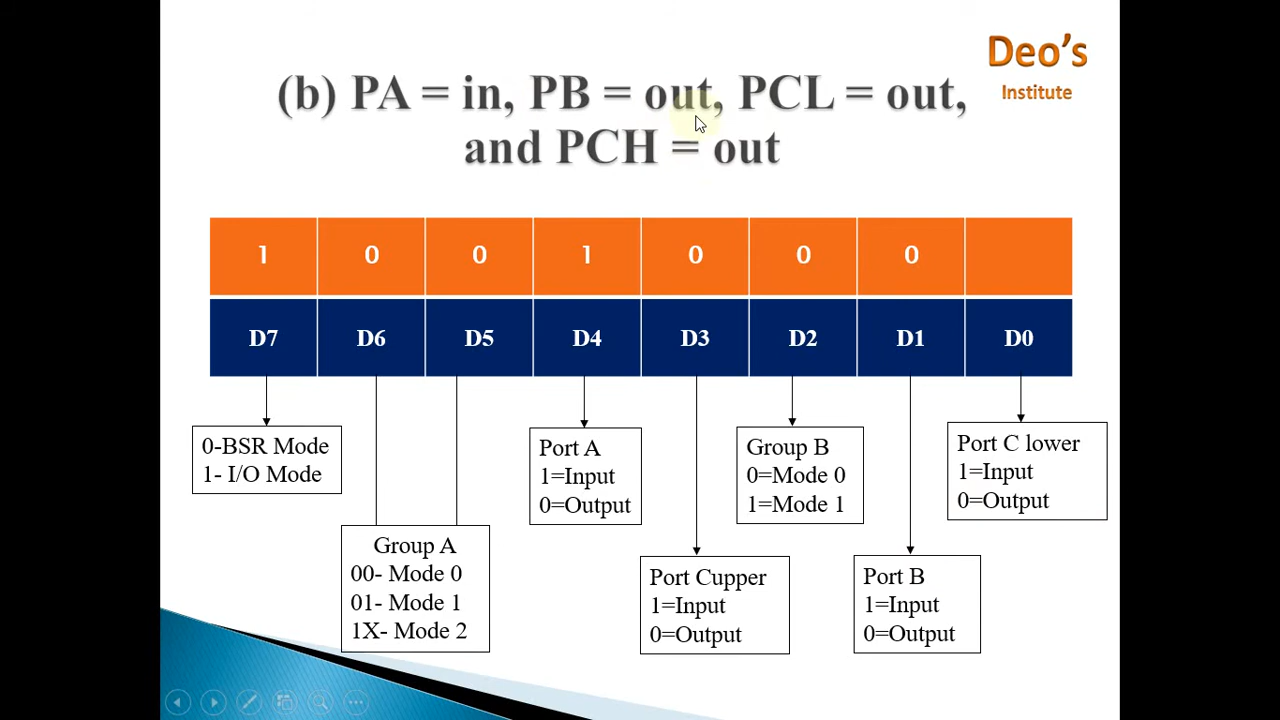 Deo's
Institute
(b) PA = in, PB = out, PCL = out,
and PCH = out
1 0 0 1 0 0 0
D7 D6 D5 D4 D3 D2 D1 D0
0-BSR Mode
1- I/O Mode
Group A
00- Mode 0
01- Mode 1
1X- Mode 2
Port A
1=Input
0=Output
Port Cupper
1=Input
0=Output
Group B
0=Mode 0
1=Mode 1
Port B
1=Input
0=Output
Port C lower
1=Input
0=Output